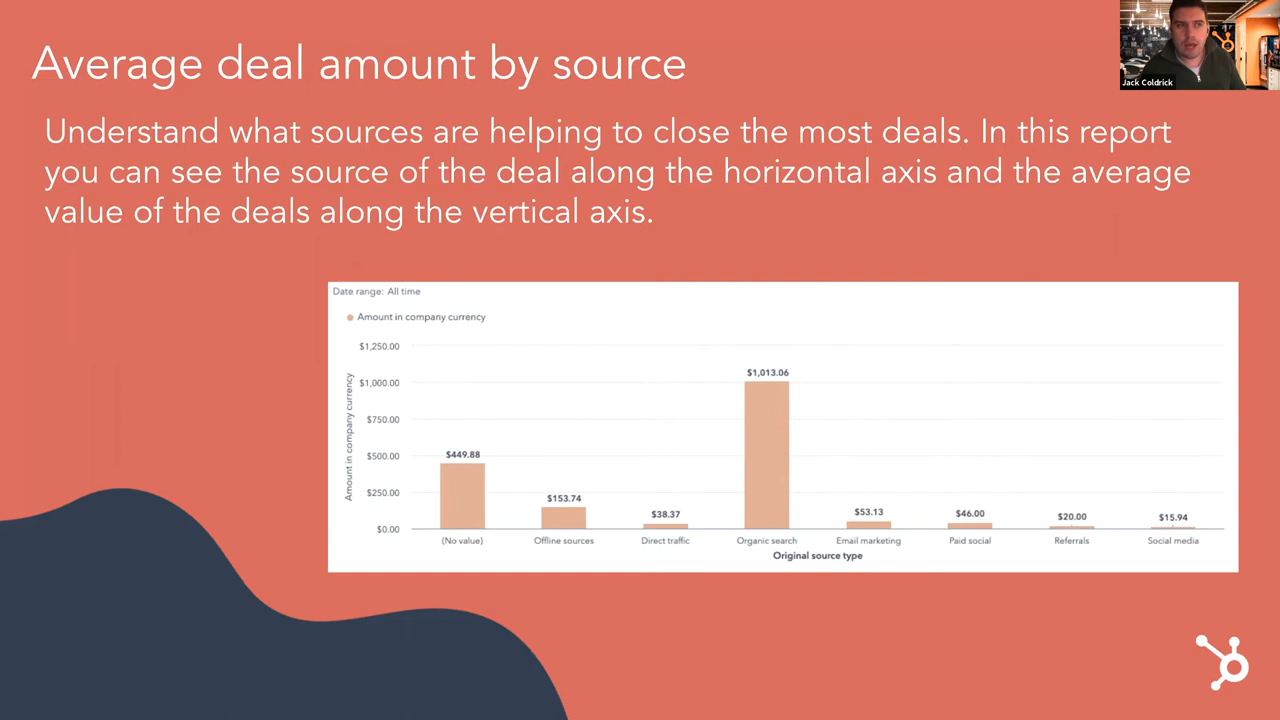 Average deal amount by source
Jack Coldrick
Understand what sources are helping to close the most deals. In this report
you can see the source of the deal along the horizontal axis and the average
value of the deals along the vertical axis.
Date range: All time
Amount in company currency
Amount in company currency
$1,250.00
$1,000.00
$750.00
$500.00
$250.00
$0.00
$449.88
$153.74
$38.37
$1,013.06
$53.13
$46.00
$20.00
$15.94
(No value)
Offline sources
Direct traffic
Organic search
Email marketing
Paid social
Referrals
Social media
Original source type